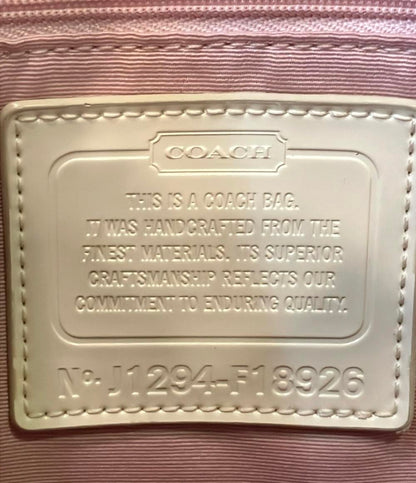 COACH
THIS IS A COACH BAG.
IT WAS HANDCRAFTED FROM THE
FINEST MATERIALS. ITS SUPERIOR
CRAFTSMANSHIP REFLECTS OUR
COMMITMENT TO ENDURING QUALITY.
Nº: J1294-F18926